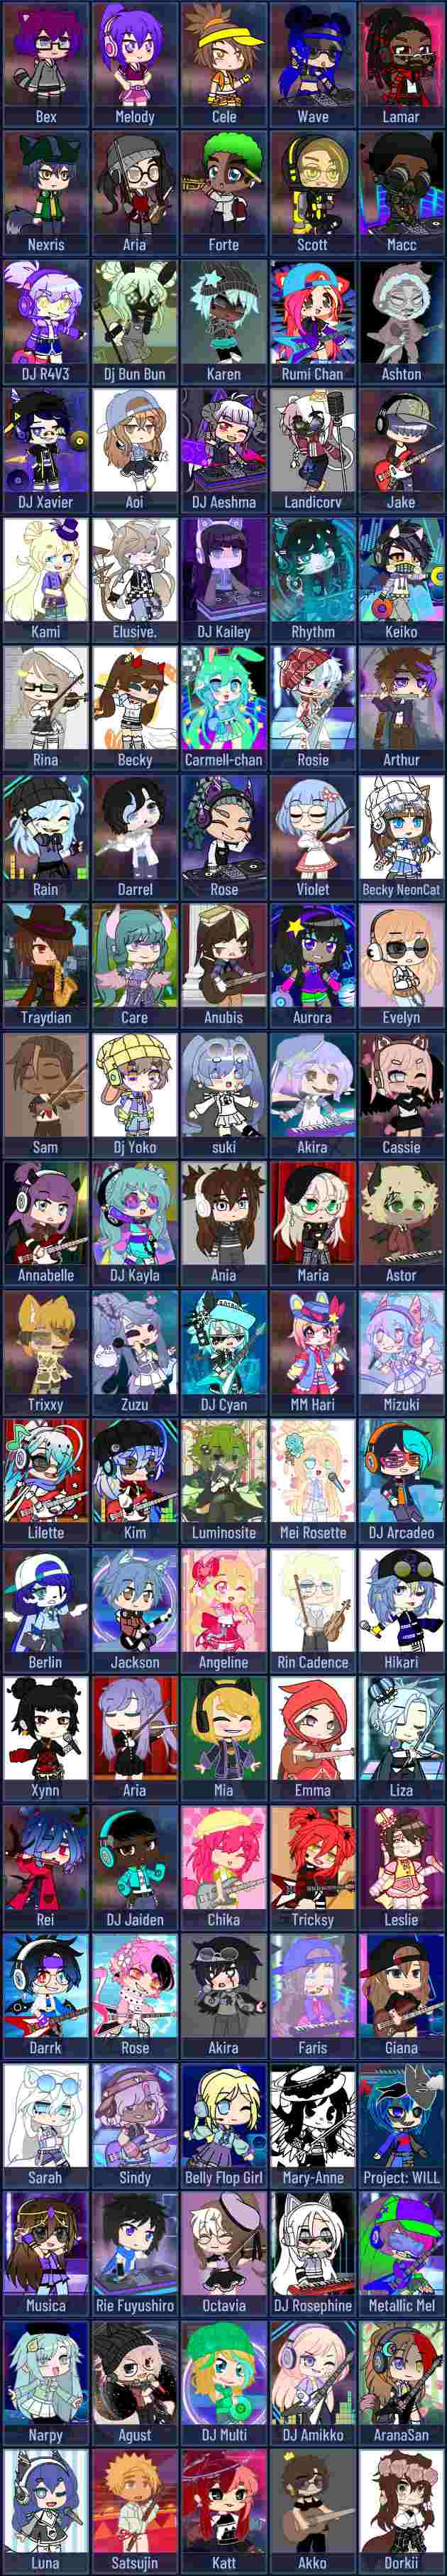 Bex Melody Cele Wave Lamar
Nexris Aria Forte Scott Macc
DJ R4V3 Dj Bun Bun Karen Rumi Chan Ashton
DJ Xavier Aoi DJ Aeshma Landicorv Jake
Kami Elusive. DJ Kailey Rhythm Keiko
Rina Becky Carmell-chan Rosie Arthur
Rain Darrel Rose Violet Becky NeonCat
Traydian Care Anubis Aurora Evelyn
Sam Dj Yoko suki Akira Cassie
Annabelle DJ Kayla Ania Maria Astor
Trixxy Zuzu DJ Cyan MM Hari Mizuki
Lilette Kim Luminosite Mei Rosette DJ Arcadeo
Berlin Jackson Angeline Rin Cadence Hikari
Xynn Aria Mia Emma Liza
Rei DJ Jaiden Chika Tricksy Leslie
Darrk Rose Akira Faris Giana
Sarah Sindy Belly Flop Girl Mary-Anne Project: WILL
Musica Rie Fuyushiro Octavia DJ Rosephine Metallic Mel
Narpy Agust DJ Multi DJ Amikko AranaSan
Luna Satsujin Katt Akko Dorkii